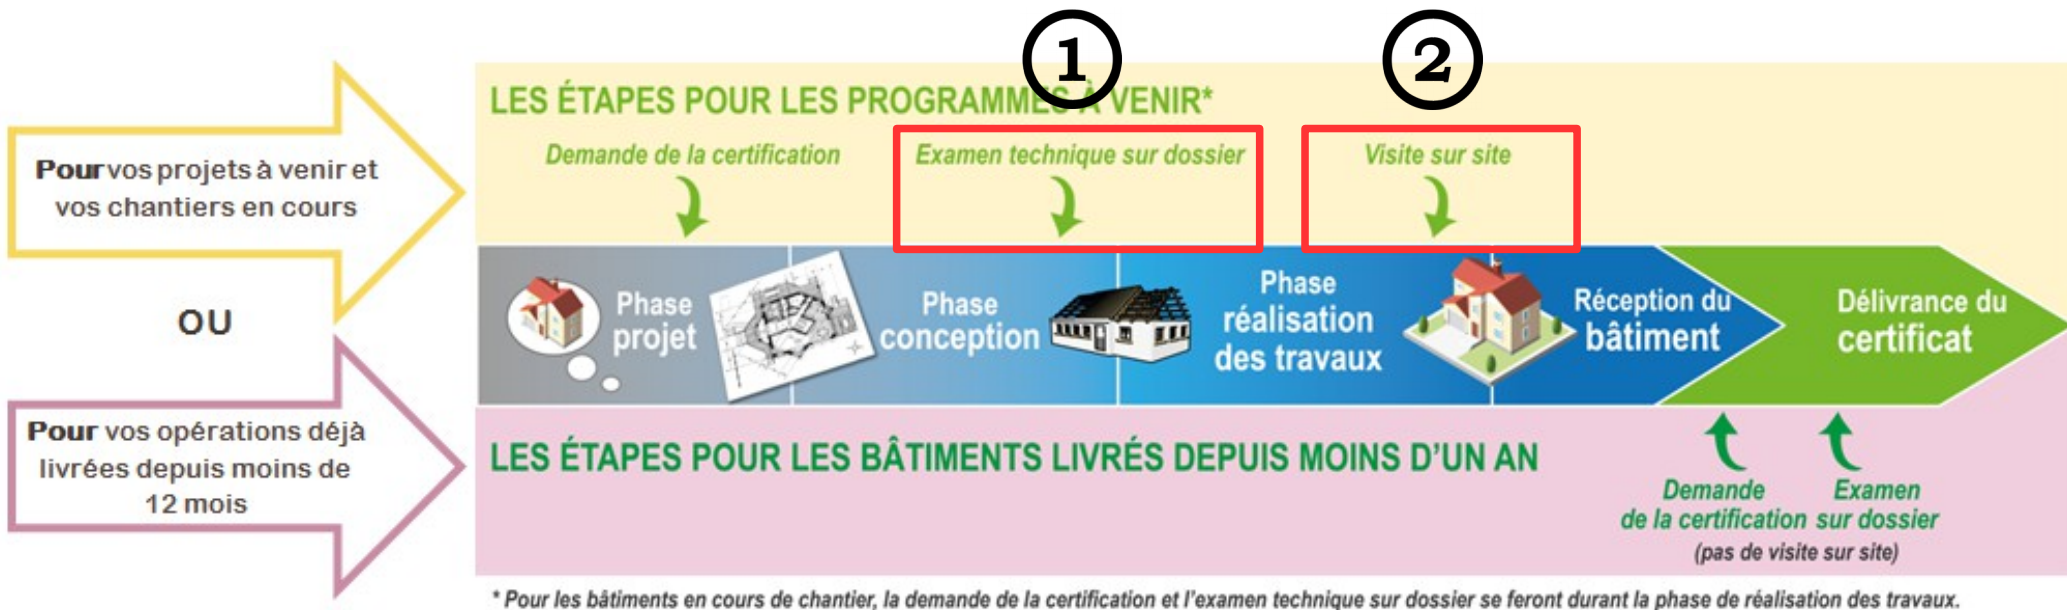 1
2
LES ÉTAPES POUR LES PROGRAMMES À VENIR*
Demande de la certification
Examen technique sur dossier
Visite sur site
Pour vos projets à venir et
vos chantiers en cours
OU
Phase
projet
Phase
conception
Phase
réalisation
des travaux
Réception du
bâtiment
Délivrance du
certificat
Pour vos opérations déjà
livrées depuis moins de
12 mois
LES ÉTAPES POUR LES BÂTIMENTS LIVRÉS DEPUIS MOINS D'UN AN
Demande
de la certification
Examen
sur dossier
(pas de visite sur site)
* Pour les bâtiments en cours de chantier, la demande de la certification et l'examen technique sur dossier se feront durant la phase de réalisation des travaux.